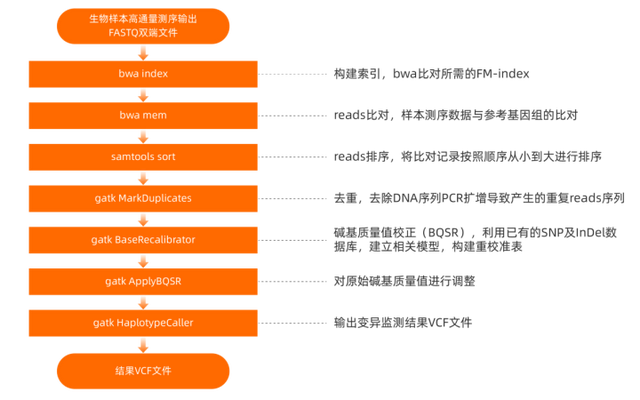 生物样本高通量测序输出
FASTQ双端文件
bwa index
构建索引，bwa比对所需的FM-index
bwa mem
reads比对，样本测序数据与参考基因组的比对
samtools sort
reads排序，将比对记录按照顺序从小到大进行排序
gatk MarkDuplicates
去重，去除DNA序列PCR扩增导致产生的重复reads序列
gatk BaseRecalibrator
碱基质量值校正（BQSR），利用已有的SNP及InDel数
据库，建立相关模型，构建重校准表
gatk ApplyBQSR
对原始碱基质量值进行调整
gatk HaplotypeCaller
输出变异监测结果VCF文件
结果VCF文件